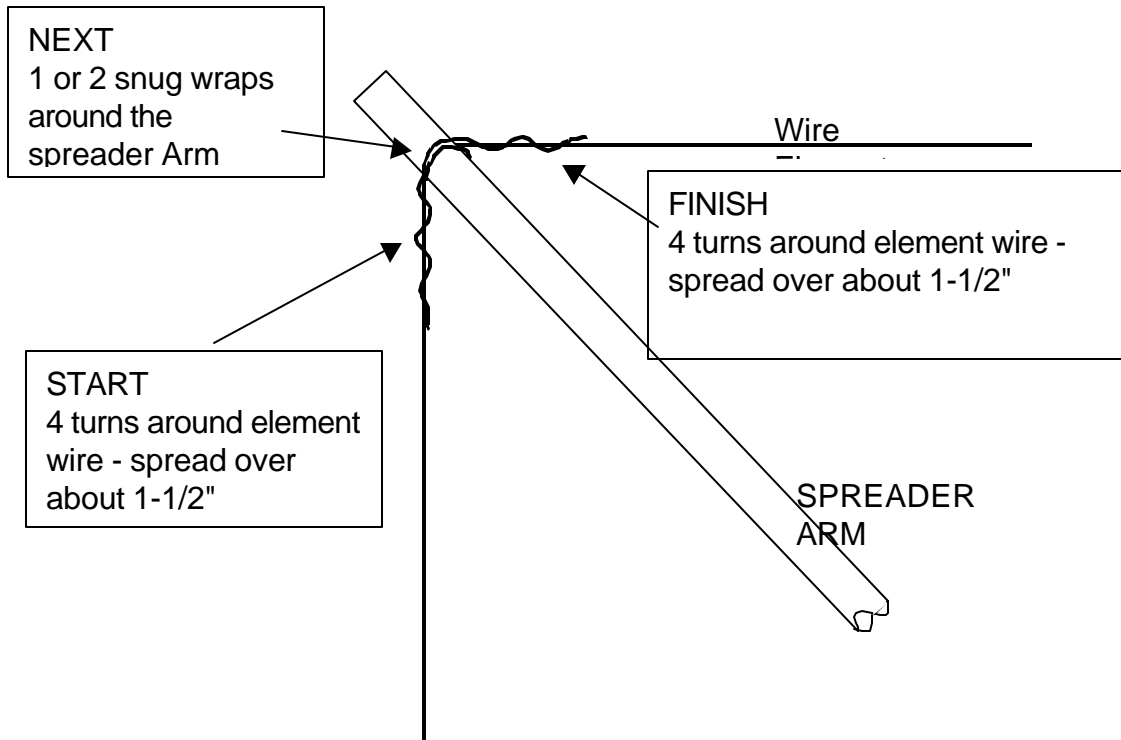 NEXT
1 or 2 snug wraps
around the
spreader Arm
Wire
FINISH
4 turns around element wire -
spread over about 1-1/2"
START
4 turns around element
wire - spread over
about 1-1/2"
SPREADER
ARM